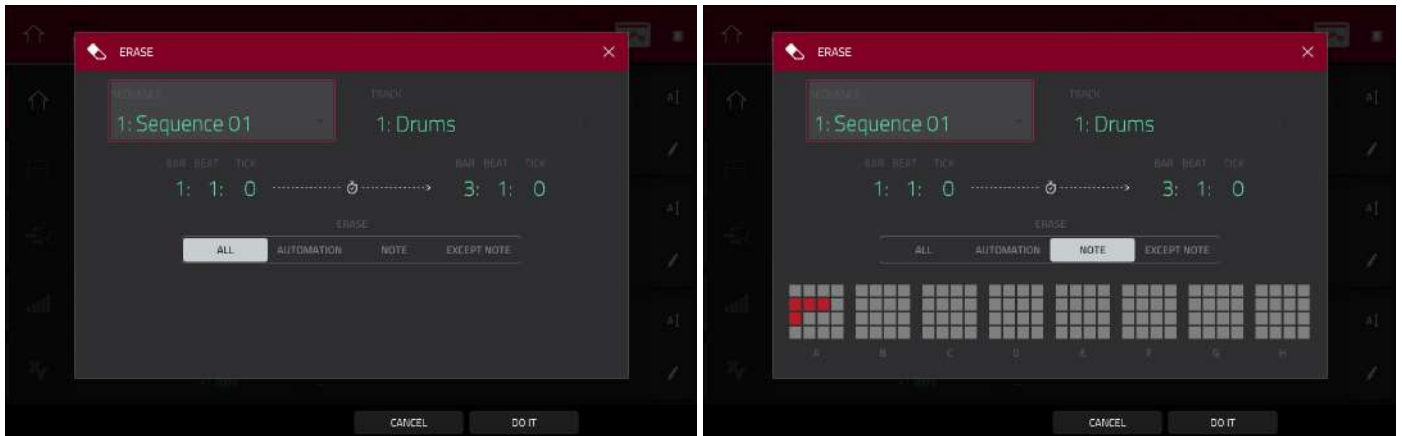 ERASE
SEQUENCE TRACK
1: Sequence 01 1: Drums
BAR BEAT TICK BAR BEAT TICK
1: 1: 0 3: 1: 0
ERASE
ALL AUTOMATION NOTE EXCEPT NOTE
CANCEL DO IT
ERASE
SEQUENCE TRACK
1: Sequence 01 1: Drums
BAR BEAT TICK BAR BEAT TICK
1: 1: 0 3: 1: 0
ERASE
ALL AUTOMATION NOTE EXCEPT NOTE
A B C D E F G H
CANCEL DO IT